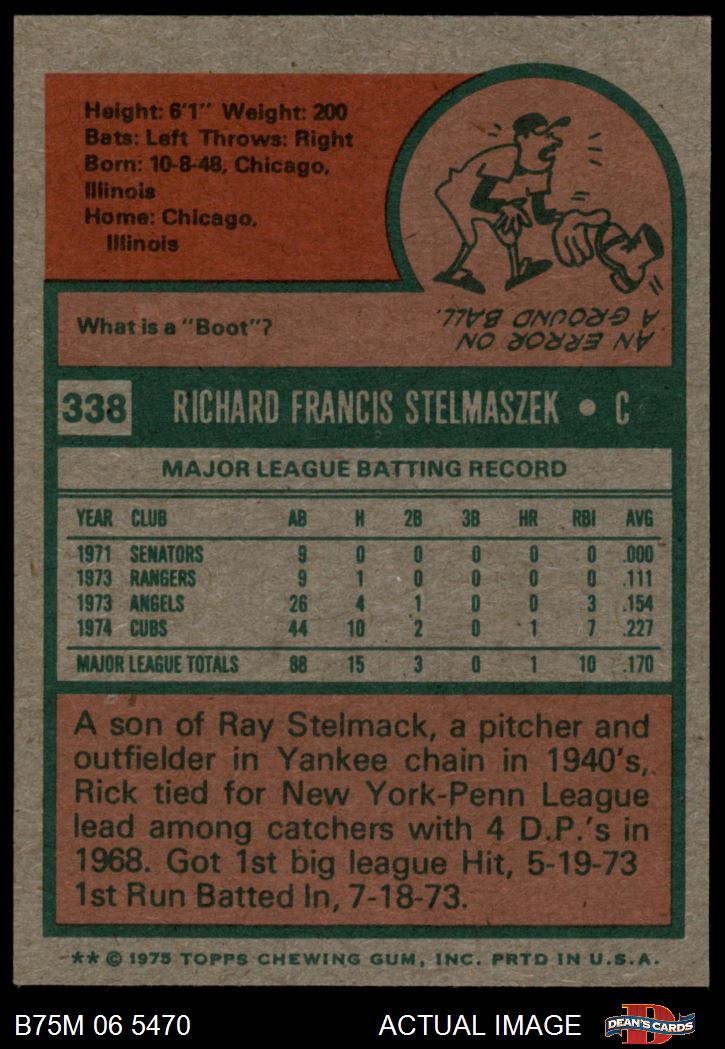 Height: 6'1" Weight: 200
Bats: Left Throws: Right
Born: 10-8-48, Chicago,
Illinois
Home: Chicago,
Illinois
What is a "Boot"?
AN ERROR ON
A GROUND BALL.
338 RICHARD FRANCIS STELMASZEK • C
MAJOR LEAGUE BATTING RECORD
YEAR CLUB AB H 2B 3B HR RBI AVG
1971 SENATORS 9 0 0 0 0 0 .000
1973 RANGERS 9 1 0 0 0 0 .111
1973 ANGELS 26 4 1 0 0 3 .154
1974 CUBS 44 10 2 0 1 7 .227
MAJOR LEAGUE TOTALS 88 15 3 0 1 10 .170
A son of Ray Stelmack, a pitcher and
outfielder in Yankee chain in 1940's,
Rick tied for New York-Penn League
lead among catchers with 4 D.P.'s in
1968. Got 1st big league Hit, 5-19-73
1st Run Batted In, 7-18-73.
** © 1975 TOPPS CHEWING GUM, INC. PRTD IN U.S.A.
B75M 06 5470 ACTUAL IMAGE D DEAN'S CARDS